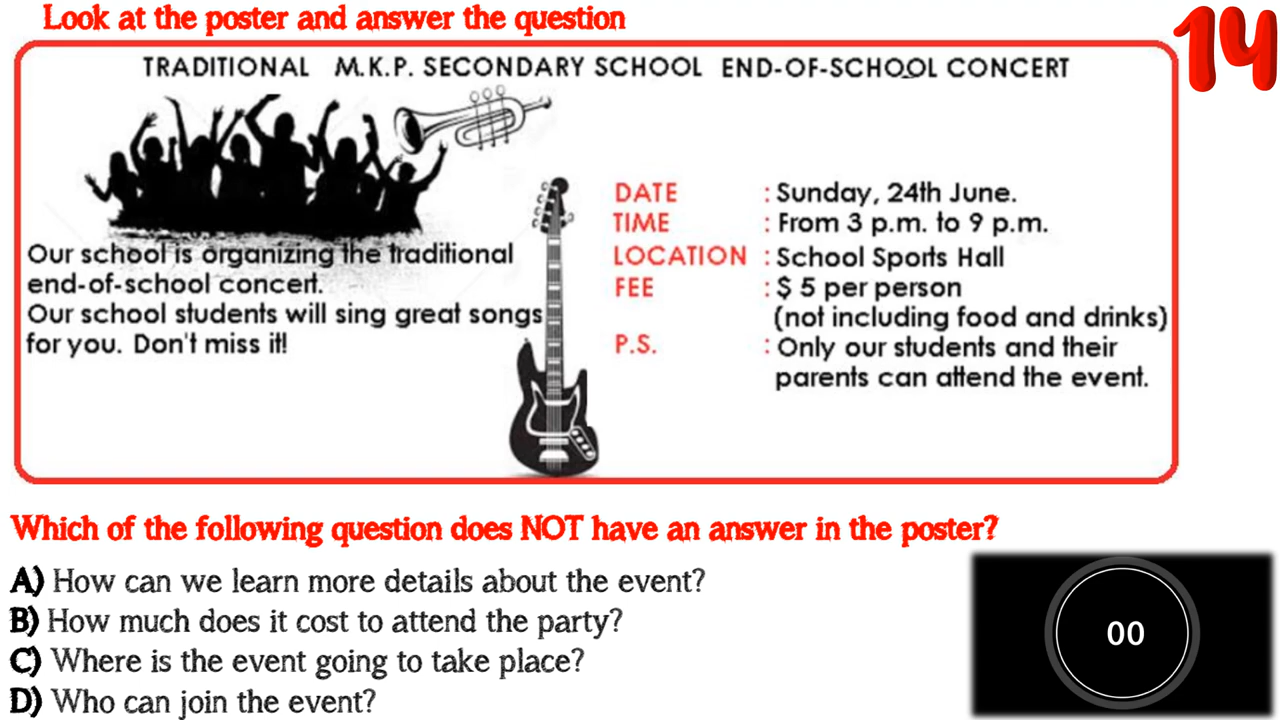 Look at the poster and answer the question
14
TRADITIONAL M.K.P. SECONDARY SCHOOL END-OF-SCHOOL CONCERT
Our school is organizing the traditional
end-of-school concert.
Our school students will sing great songs
for you. Don't miss it!
DATE : Sunday, 24th June.
TIME : From 3 p.m. to 9 p.m.
LOCATION : School Sports Hall
FEE : $ 5 per person
(not including food and drinks)
P.S. : Only our students and their
parents can attend the event.
Which of the following question does NOT have an answer in the poster?
A) How can we learn more details about the event?
B) How much does it cost to attend the party?
C) Where is the event going to take place?
D) Who can join the event?
00